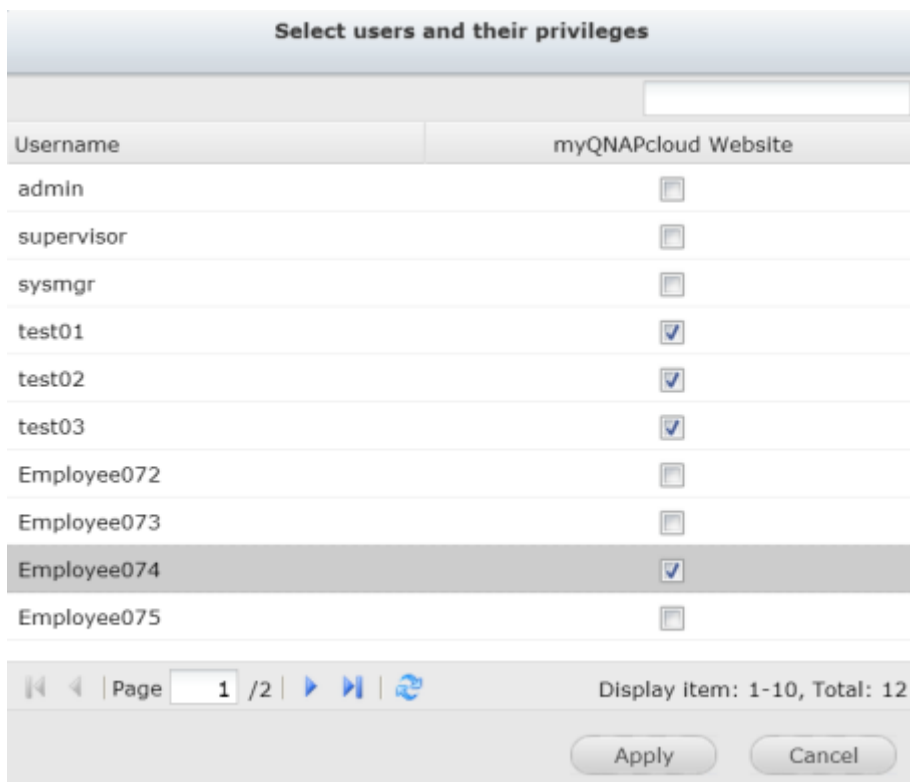 Select users and their privileges
Username myQNAPcloud Website
admin
supervisor
sysmgr
test01
test02
test03
Employee072
Employee073
Employee074
Employee075
Page 1 /2 Display item: 1-10, Total: 12
Apply Cancel